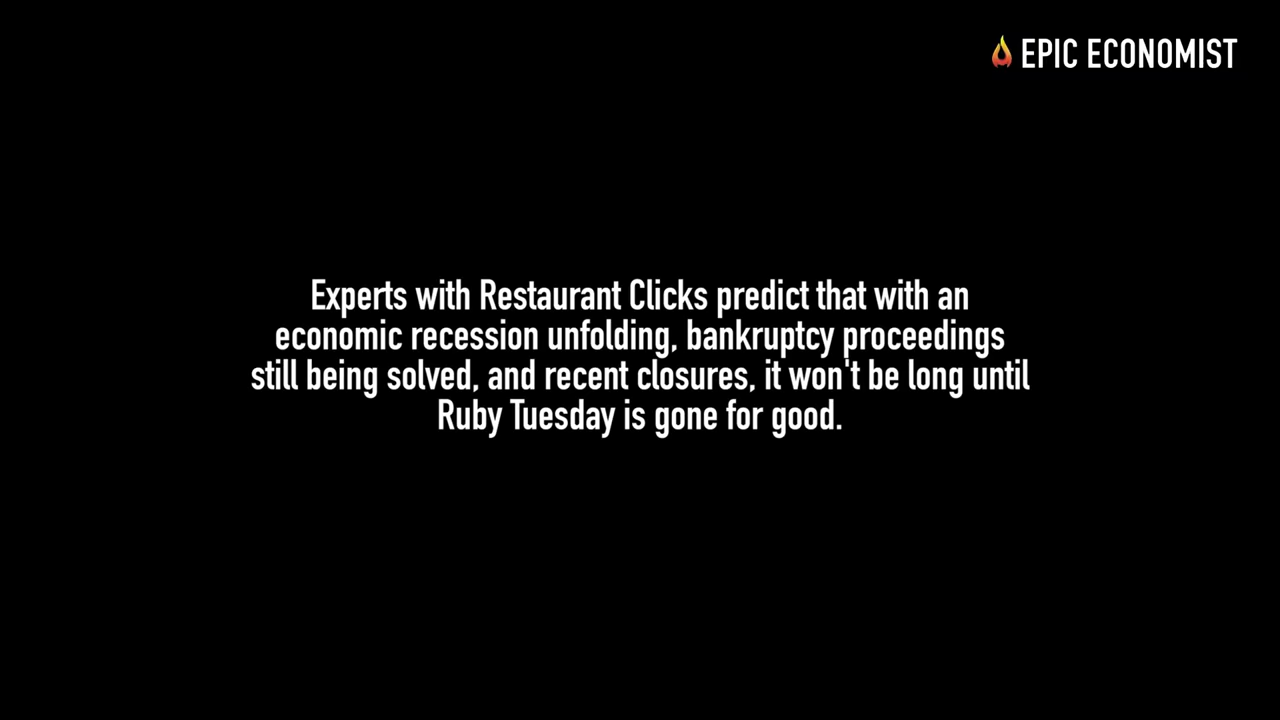 EPIC ECONOMIST
Experts with Restaurant Clicks predict that with an
economic recession unfolding, bankruptcy proceedings
still being solved, and recent closures, it won't be long until
Ruby Tuesday is gone for good.